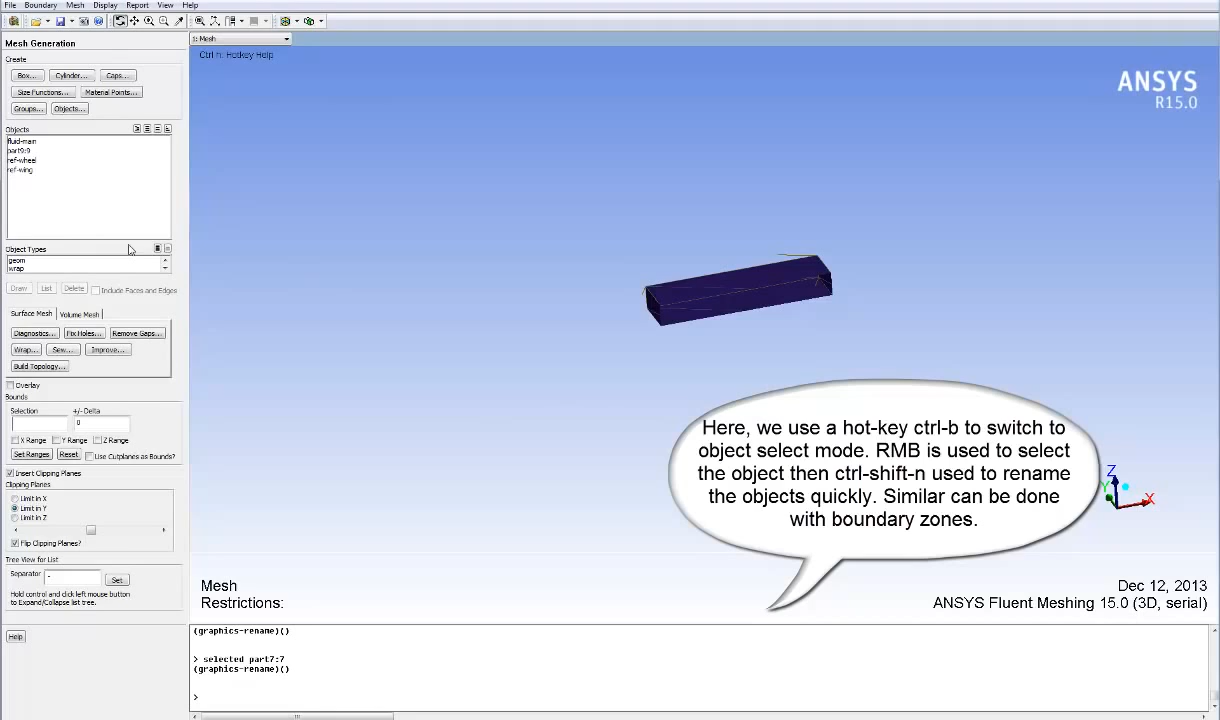 File Boundary Mesh Display Report View Help
Mesh Generation
1: Mesh
Ctrl n: Hotkey Help
ANSYS
R15.0
Create
Box... Cylinder... Caps...
Size Functions... Material Points...
Groups... Objects...
Objects
fluid-main
part9:9
ref-wheel
ref-wing
Object Types
geom
wrap
Draw List Delete Include Faces and Edges
Surface Mesh Volume Mesh
Diagnostics... Fix Holes... Remove Gaps...
Wrap... Sew... Improve...
Build Topology...
Overlay
Bounds
Selection +/- Delta
0
X Range Y Range Z Range
Set Ranges Reset Use Cutplanes as Bounds?
Insert Clipping Planes
Clipping Planes
Limit in X
Limit in Y
Limit in Z
Flip Clipping Planes?
Tree View for List
Separator - Set
Hold control and click left mouse button
to Expand/Collapse list tree.
Help
Here, we use a hot-key ctrl-b to switch to
object select mode. RMB is used to select
the object then ctrl-shift-n used to rename
the objects quickly. Similar can be done
with boundary zones.
Z
Y
X
Mesh
Restrictions:
Dec 12, 2013
ANSYS Fluent Meshing 15.0 (3D, serial)
(graphics-rename)()
> selected part7:7
(graphics-rename)()
>